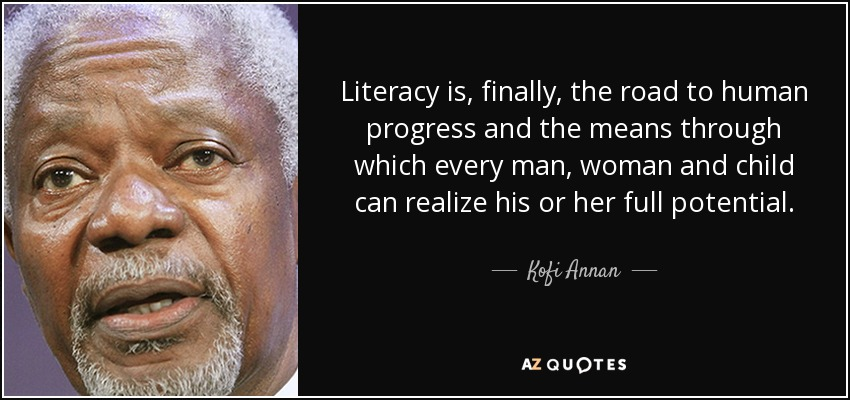 Literacy is, finally, the road to human
progress and the means through
which every man, woman and child
can realize his or her full potential.
Kofi Annan
AZ QUOTES